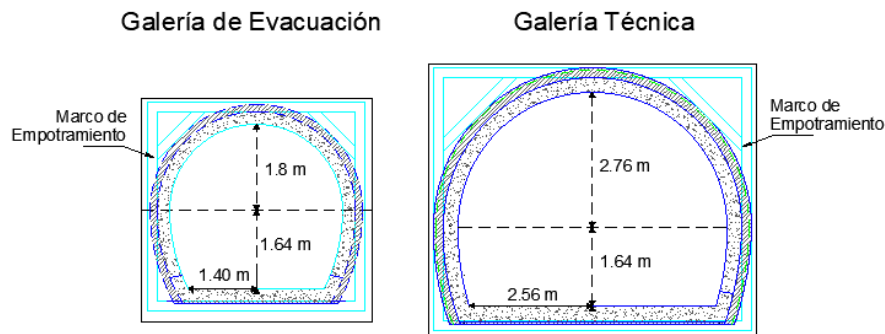 Galería de Evacuación
Galería Técnica
Marco de
Empotramiento
1.8 m
1.64 m
1.40 m
Marco de
Empotramiento
2.76 m
1.64 m
2.56 m